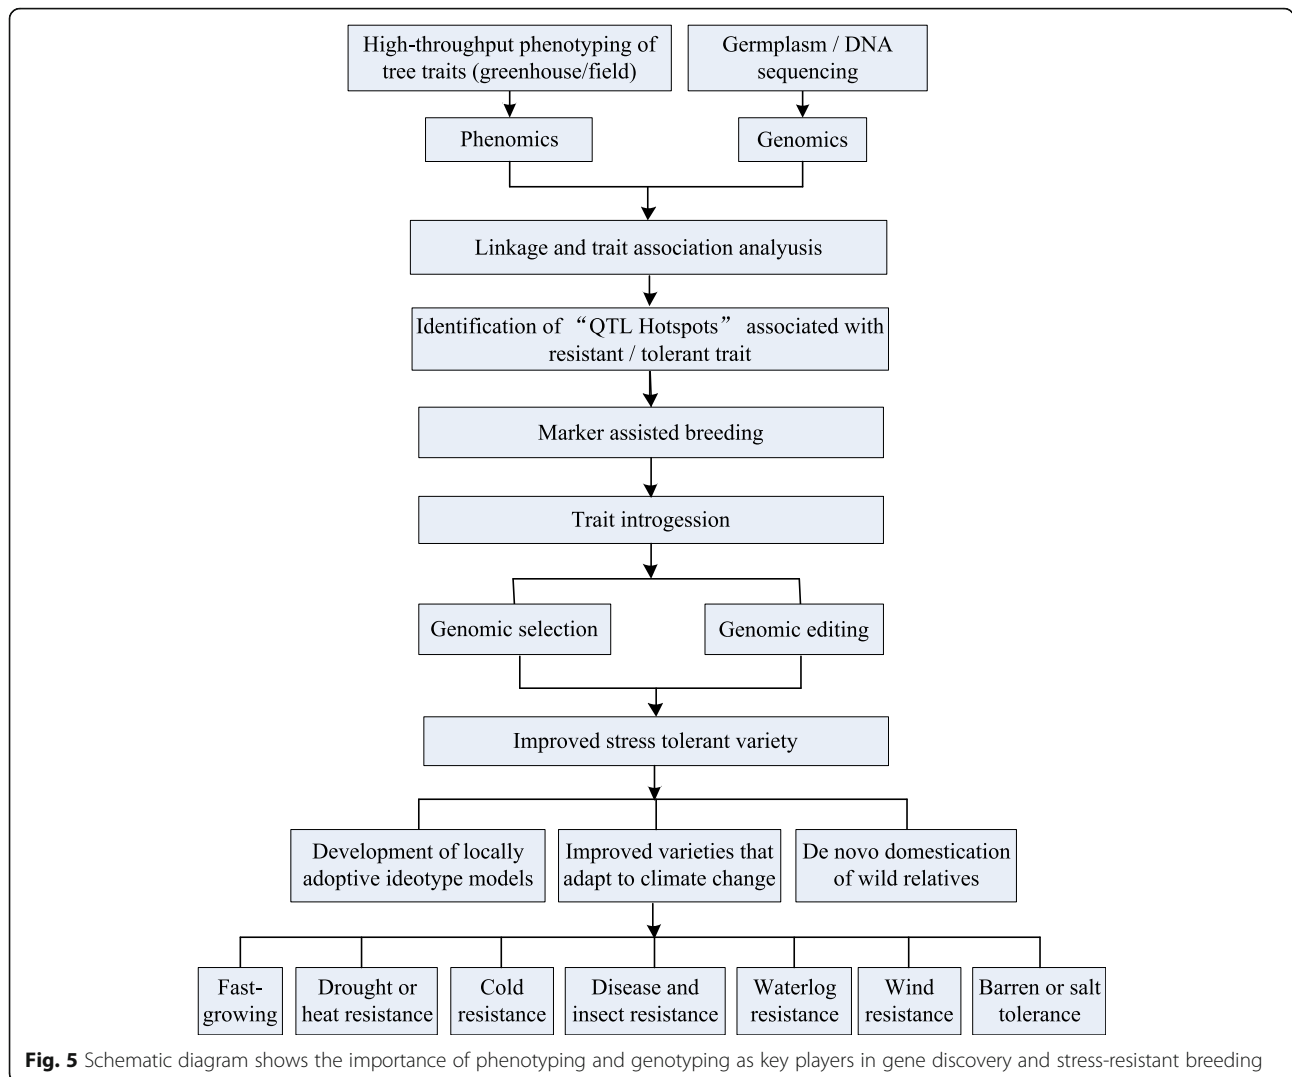 High-throughput phenotyping of
tree traits (greenhouse/field)
Germplasm / DNA
sequencing
Phenomics
Genomics
Linkage and trait association analyusis
Identification of “QTL Hotspots” associated with
resistant / tolerant trait
Marker assisted breeding
Trait introgession
Genomic selection
Genomic editing
Improved stress tolerant variety
Development of locally
adoptive ideotype models
Improved varieties that
adapt to climate change
De novo domestication
of wild relatives
Fast-
growing
Drought or
heat resistance
Cold
resistance
Disease and
insect resistance
Waterlog
resistance
Wind
resistance
Barren or salt
tolerance
Fig. 5 Schematic diagram shows the importance of phenotyping and genotyping as key players in gene discovery and stress-resistant breeding